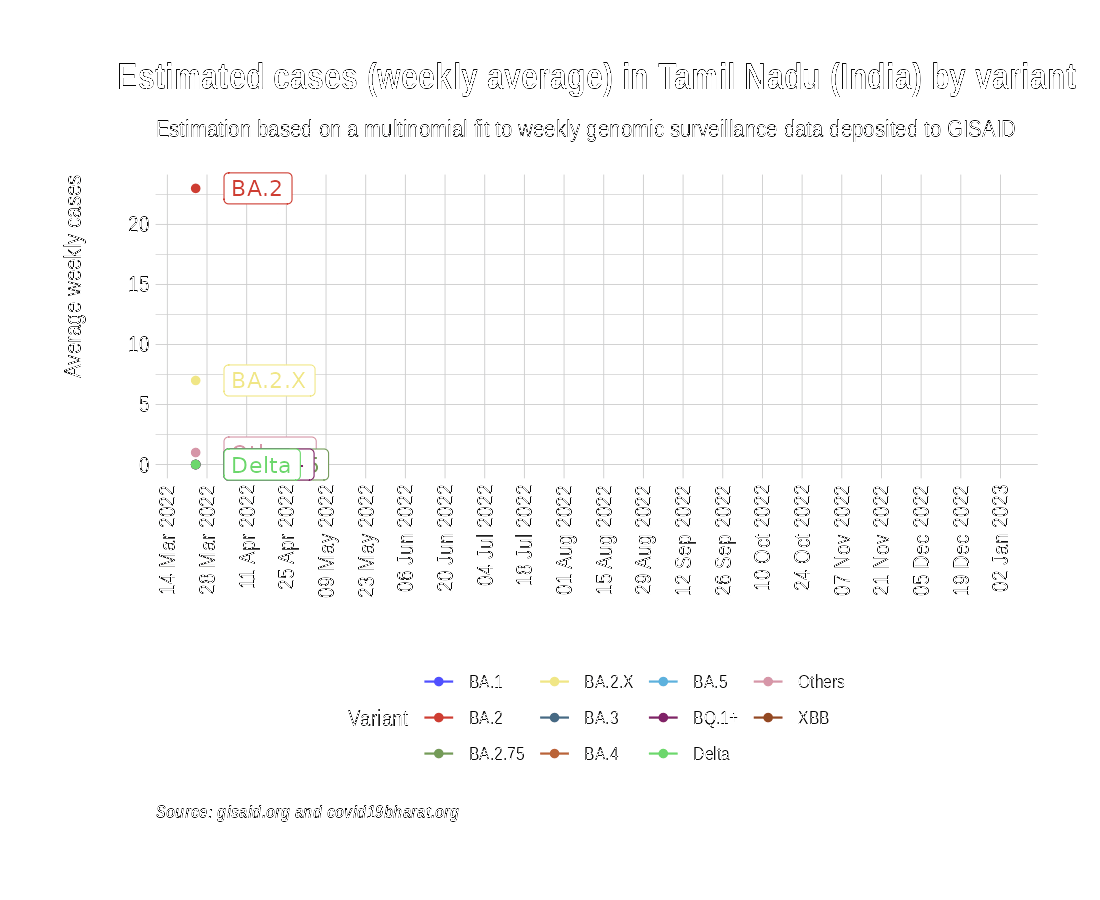 Estimated cases (weekly average) in Tamil Nadu (India) by variant
Estimation based on a multinomial fit to weekly genomic surveillance data deposited to GISAID
Average weekly cases
20
15
10
5
0
BA.2
BA.2.X
Delta
14 Mar 2022
28 Mar 2022
11 Apr 2022
25 Apr 2022
09 May 2022
23 May 2022
06 Jun 2022
20 Jun 2022
04 Jul 2022
18 Jul 2022
01 Aug 2022
15 Aug 2022
29 Aug 2022
12 Sep 2022
26 Sep 2022
10 Oct 2022
24 Oct 2022
07 Nov 2022
21 Nov 2022
05 Dec 2022
19 Dec 2022
02 Jan 2023
Variant
BA.1
BA.2
BA.2.75
BA.2.X
BA.3
BA.4
BA.5
BQ.1+
Delta
Others
XBB
Source: gisaid.org and covid19bharat.org